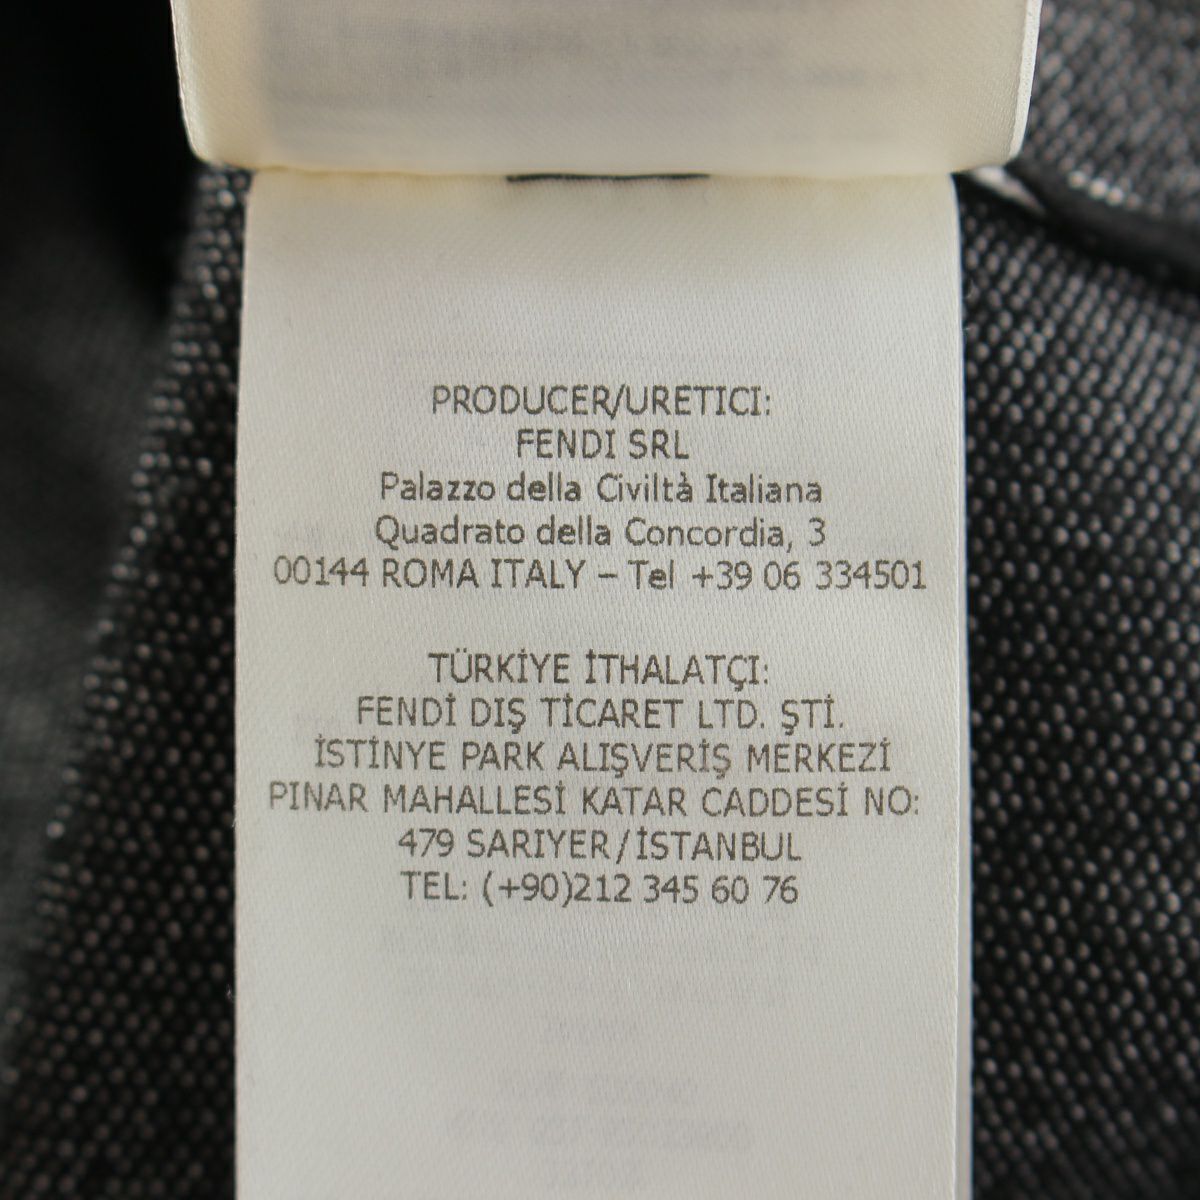 PRODUCER/URETICI:
FENDI SRL
Palazzo della Civiltà Italiana
Quadrato della Concordia, 3
00144 ROMA ITALY – Tel +39 06 334501
TÜRKİYE İTHALATÇI:
FENDİ DIŞ TİCARET LTD. ŞTİ.
İSTİNYE PARK ALIŞVERİŞ MERKEZİ
PINAR MAHALLESİ KATAR CADDESİ NO:
479 SARIYER/İSTANBUL
TEL: (+90)212 345 60 76